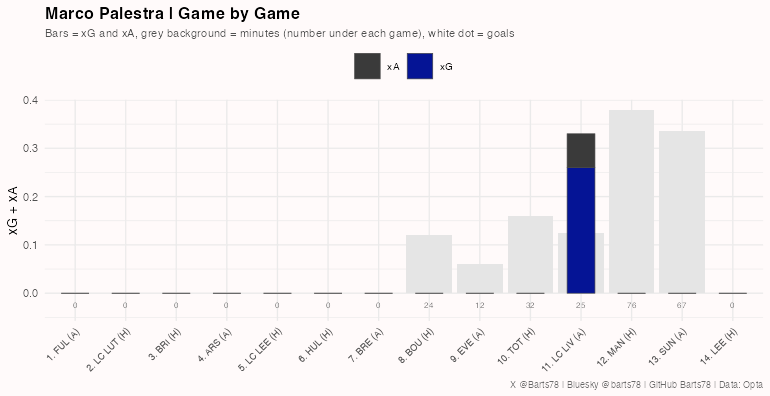 Marco Palestra | Game by Game
Bars = xG and xA, grey background = minutes (number under each game), white dot = goals
xA xG
xG + xA
0.4
0.3
0.2
0.1
0.0
0 0 0 0 0 0 0 24 12 32 25 76 67 0
1. FUL (A)
2. LC LUT (H)
3. BRI (H)
4. ARS (A)
5. LC LEE (H)
6. HUL (H)
7. BRE (A)
8. BOU (H)
9. EVE (A)
10. TOT (H)
11. LC LIV (A)
12. MAN (H)
13. SUN (A)
14. LEE (H)
X @Barts78 | Bluesky @barts78 | GitHub Barts78 | Data: Opta